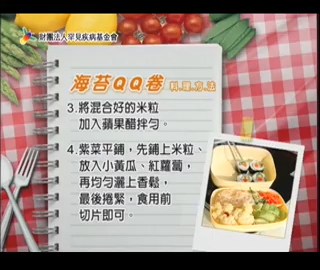 財團法人罕見疾病基金會
海苔QQ卷 料.理.方.法
3.將混合好的米粒
加入蘋果醋拌勻。
4.紫菜平鋪，先鋪上米粒、
放入小黃瓜、紅蘿蔔，
再均勻灑上香鬆，
最後捲緊，食用前
切片即可。